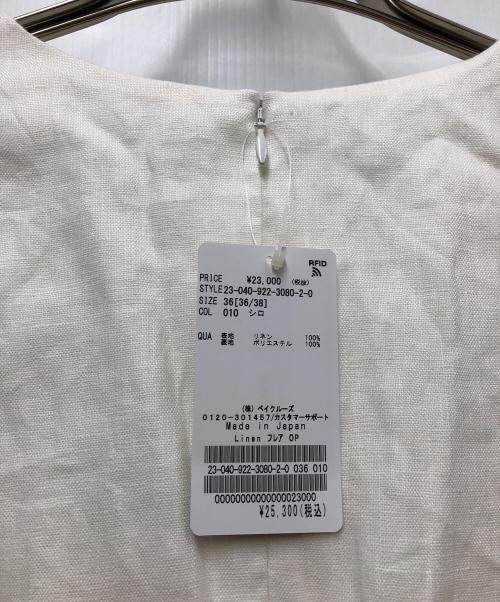 RFID
PRICE ¥23,000 (税抜)
STYLE 23-040-922-3080-2-0
SIZE 36[36/38]
COL 010 シロ
QUA 表地 リネン 100%
裏地 ポリエステル 100%
(株) ベイクルーズ
0120-301457/カスタマーサポート
Made in Japan
Linen フレア OP
23-040-922-3080-2-0 036 010
00000000000000023000
¥25,300(税込)